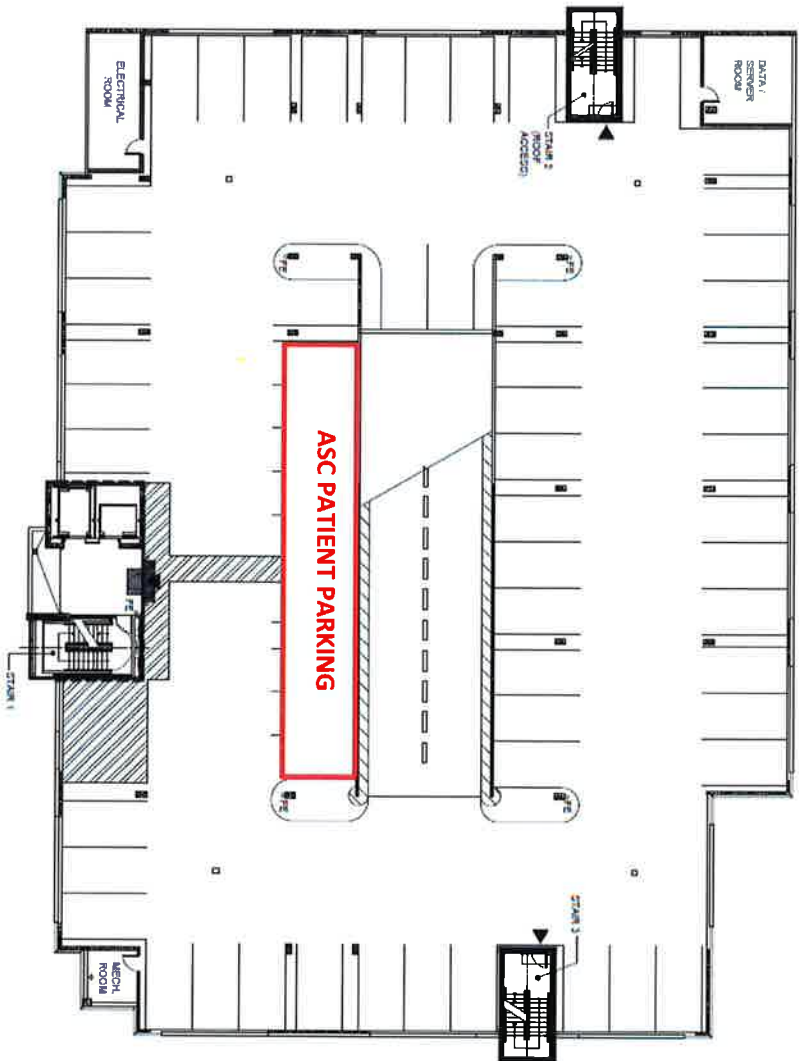 DATA /
SERVER
ROOM
ELECTRICAL
ROOM
STAIR 2
(ROOF
ACCESS)
FE
FE
ASC PATIENT PARKING
FE
STAIR 1
FE
FE
STAIR 3
MECH.
ROOM